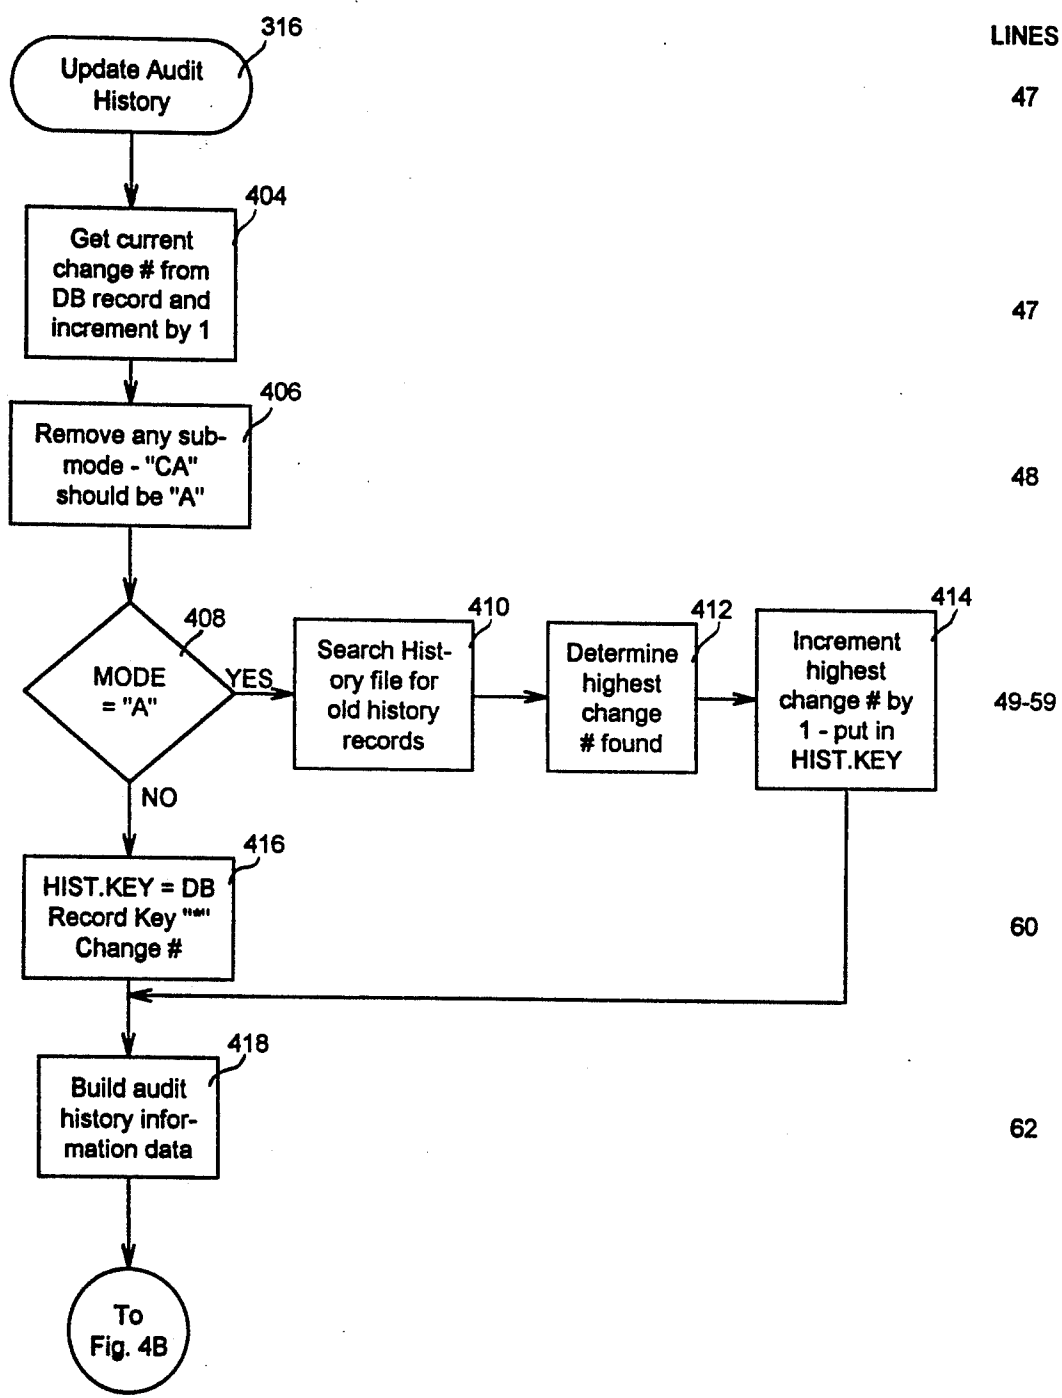 LINES
316
Update Audit
History
47
404
Get current
change # from
DB record and
increment by 1
47
406
Remove any sub-
mode - "CA"
should be "A"
48
408
MODE
= "A"
YES
NO
410
Search Hist-
ory file for
old history
records
412
Determine
highest
change
# found
414
Increment
highest
change # by
1 - put in
HIST.KEY
49-59
416
HIST.KEY = DB
Record Key "*"
Change #
60
418
Build audit
history infor-
mation data
62
To
Fig. 4B